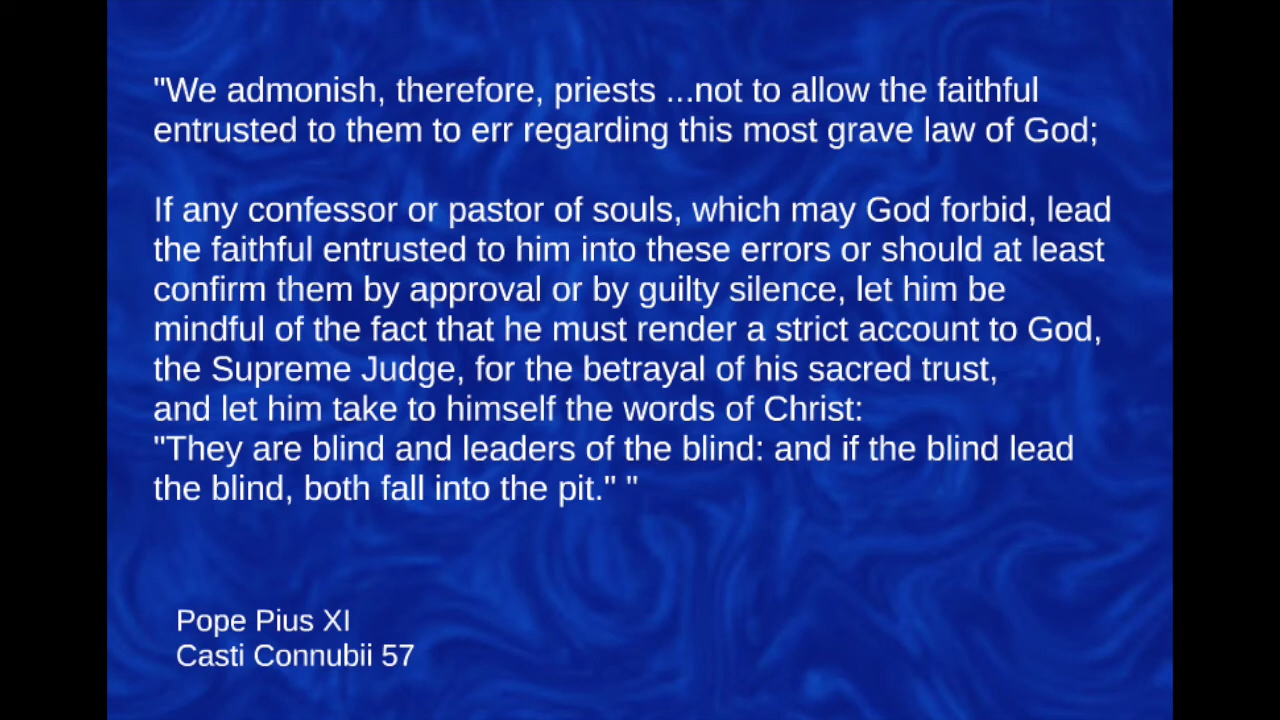 "We admonish, therefore, priests ...not to allow the faithful
entrusted to them to err regarding this most grave law of God;
If any confessor or pastor of souls, which may God forbid, lead
the faithful entrusted to him into these errors or should at least
confirm them by approval or by guilty silence, let him be
mindful of the fact that he must render a strict account to God,
the Supreme Judge, for the betrayal of his sacred trust,
and let him take to himself the words of Christ:
"They are blind and leaders of the blind: and if the blind lead
the blind, both fall into the pit." "
Pope Pius XI
Casti Connubii 57